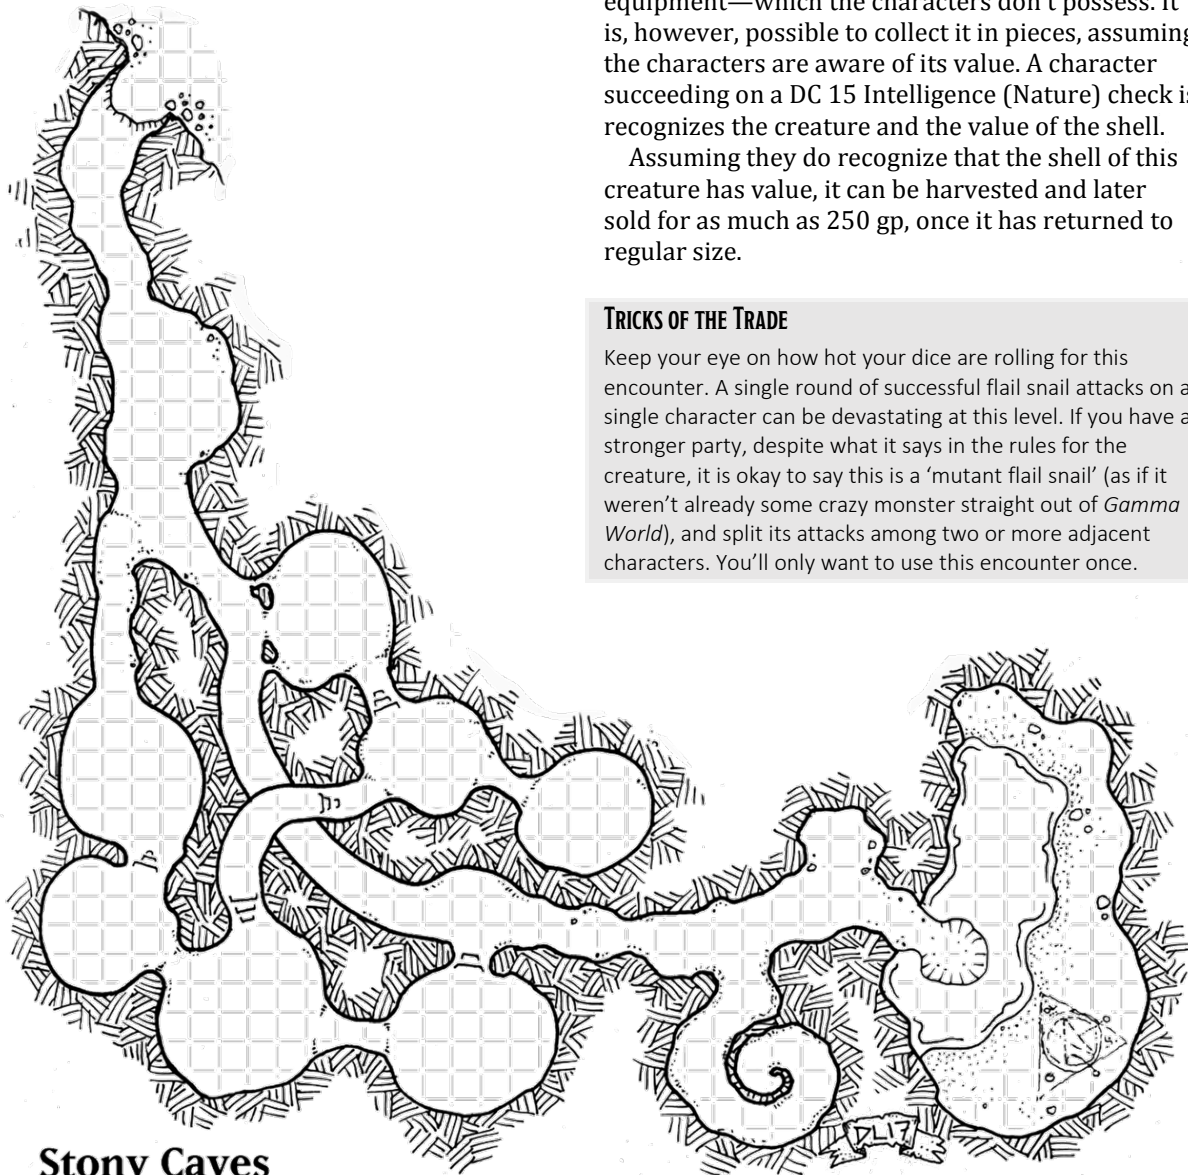 equipment—which the characters don't possess. It
is, however, possible to collect it in pieces, assuming
the characters are aware of its value. A character
succeeding on a DC 15 Intelligence (Nature) check is
recognizes the creature and the value of the shell.
Assuming they do recognize that the shell of this
creature has value, it can be harvested and later
sold for as much as 250 gp, once it has returned to
regular size.
Tricks of the Trade
Keep your eye on how hot your dice are rolling for this
encounter. A single round of successful flail snail attacks on a
single character can be devastating at this level. If you have a
stronger party, despite what it says in the rules for the
creature, it is okay to say this is a ‘mutant flail snail’ (as if it
weren't already some crazy monster straight out of Gamma
World), and split its attacks among two or more adjacent
characters. You'll only want to use this encounter once.
Stony Caves